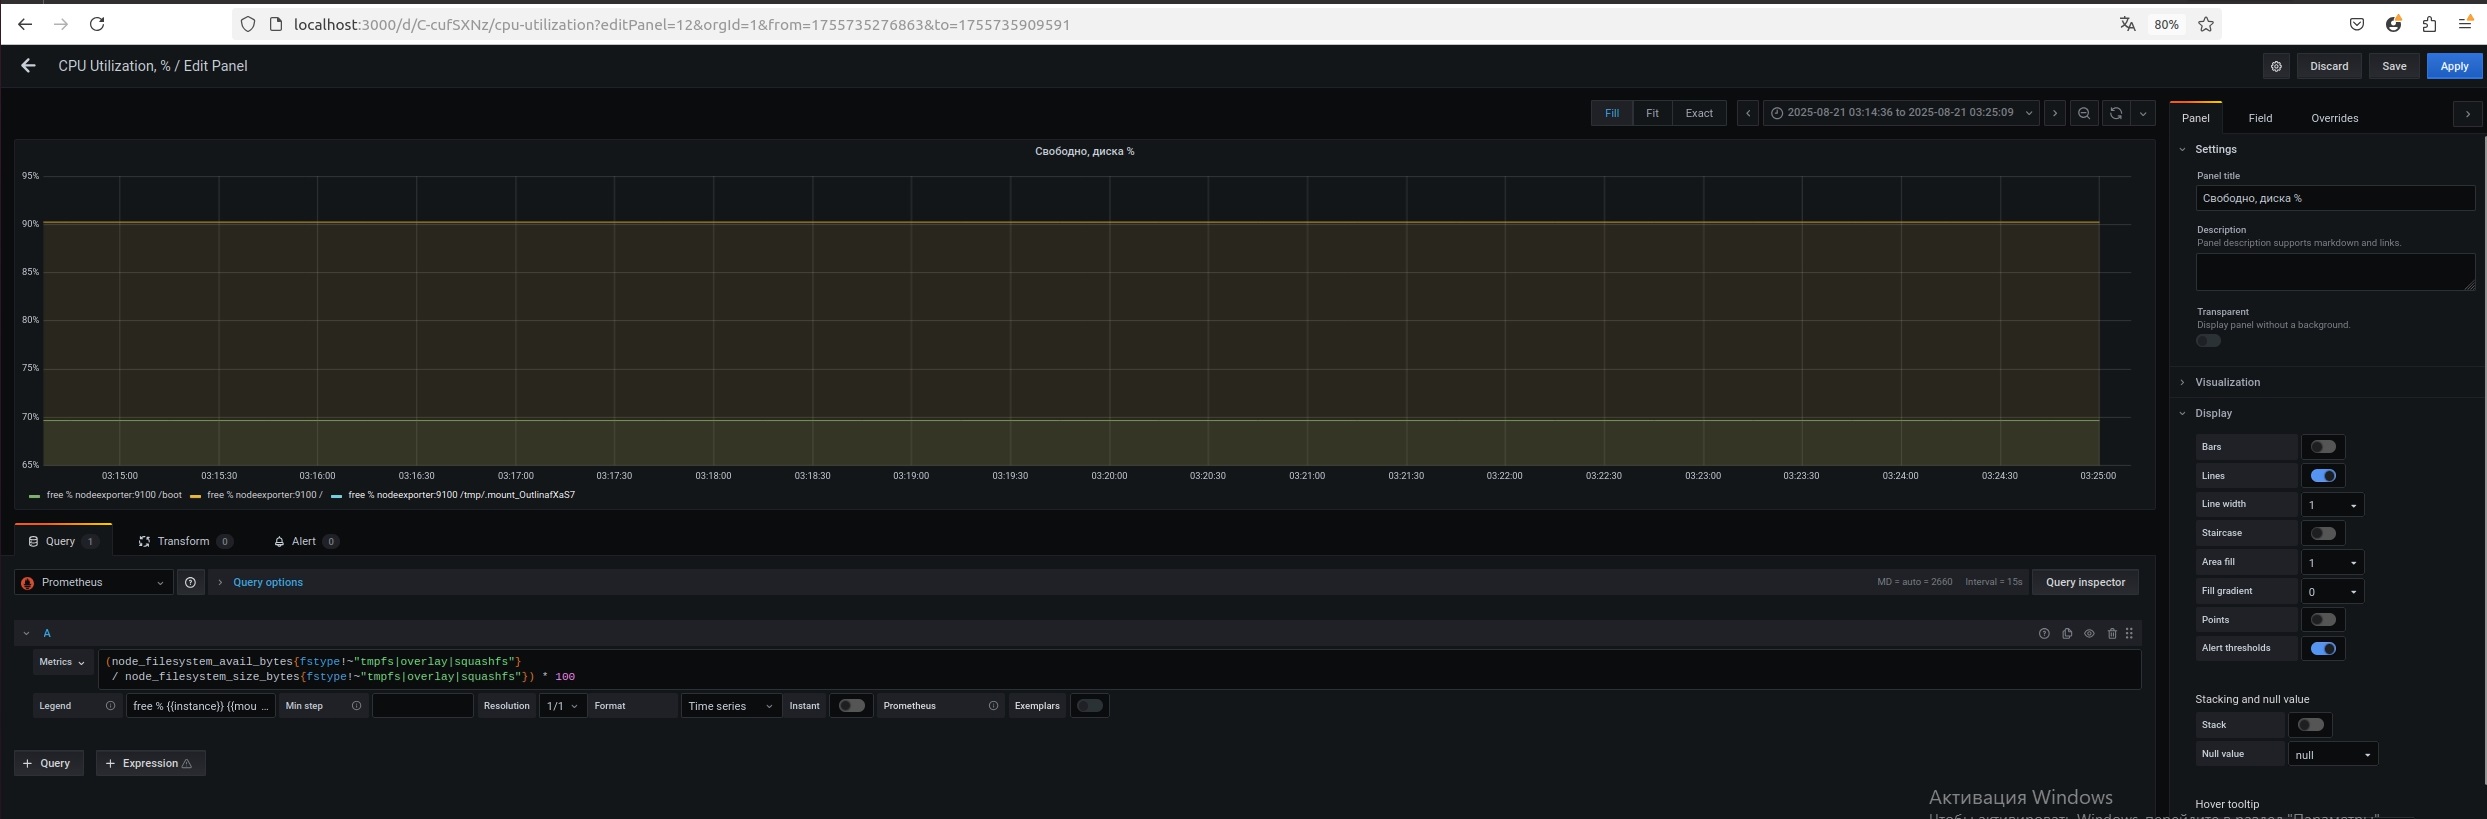 localhost:3000/d/C-cufSXNz/cpu-utilization?editPanel=12&orgId=1&from=1755735276863&to=1755735909591
80%
CPU Utilization, % / Edit Panel
Discard
Save
Apply
Fill
Fit
Exact
2025-08-21 03:14:36 to 2025-08-21 03:25:09
Свободно, диска %
95%
90%
85%
80%
75%
70%
65%
03:15:00 03:15:30 03:16:00 03:16:30 03:17:00 03:17:30 03:18:00 03:18:30 03:19:00 03:19:30 03:20:00 03:20:30 03:21:00 03:21:30 03:22:00 03:22:30 03:23:00 03:23:30 03:24:00 03:24:30 03:25:00
free % nodeexporter:9100 /boot free % nodeexporter:9100 / free % nodeexporter:9100 /tmp/.mount_OutlinafXaS7
Query 1
Transform 0
Alert 0
Prometheus
Query options
MD = auto = 2660 Interval = 15s
Query inspector
A
Metrics
(node_filesystem_avail_bytes{fstype!~"tmpfs|overlay|squashfs"}
/ node_filesystem_size_bytes{fstype!~"tmpfs|overlay|squashfs"}) * 100
Legend
free % {{instance}} {{mou ...
Min step
Resolution
1/1
Format
Time series
Instant
Prometheus
Exemplars
+ Query
+ Expression
Panel
Field
Overrides
Settings
Panel title
Свободно, диска %
Description
Panel description supports markdown and links.
Transparent
Display panel without a background.
Visualization
Display
Bars
Lines
Line width
1
Staircase
Area fill
1
Fill gradient
0
Points
Alert thresholds
Stacking and null value
Stack
Null value
null
Hover tooltip
Активация Windows
Чтобы активировать Windows, перейдите в раздел "Параметры"